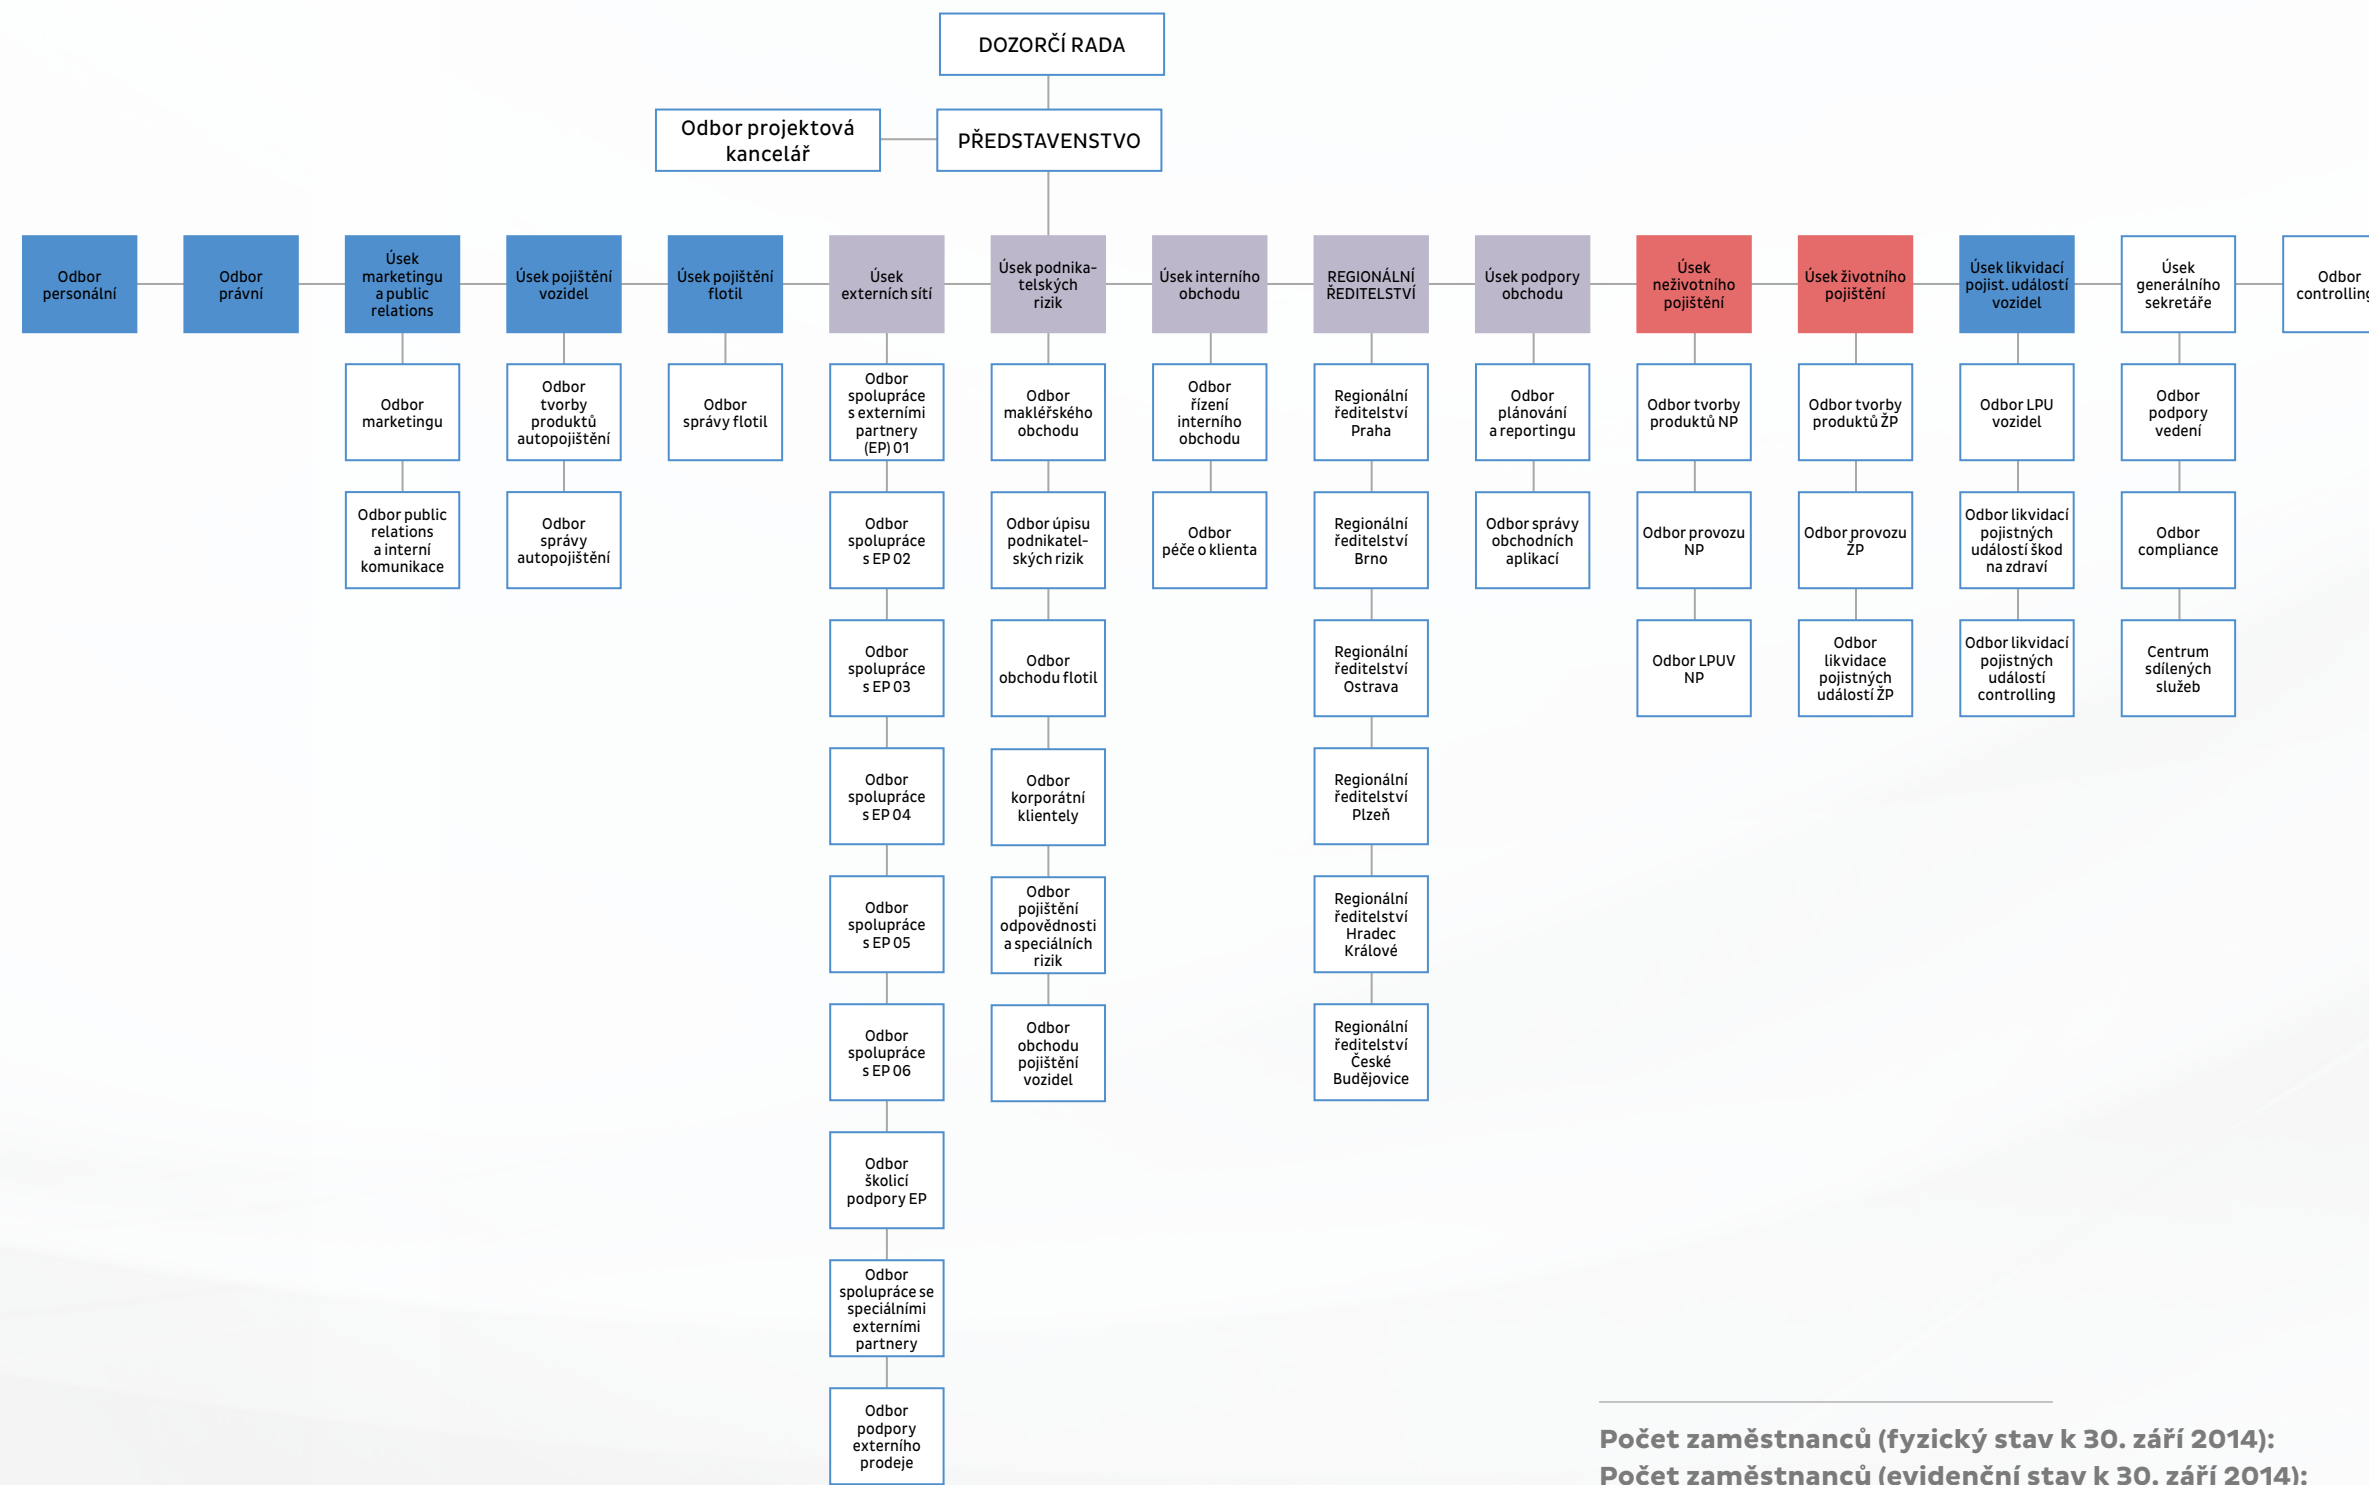 DOZORČÍ RADA
Odbor projektová
kancelář
PŘEDSTAVENSTVO
Odbor
personální
Odbor
právní
Úsek
marketingu
a public
relations
Úsek pojištění
vozidel
Úsek pojištění
flotil
Úsek
externích sítí
Úsek podnika-
telských
rizik
Úsek interního
obchodu
REGIONÁLNÍ
ŘEDITELSTVÍ
Úsek podpory
obchodu
Úsek
neživotního
pojištění
Úsek životního
pojištění
Úsek likvidací
pojist. událostí
vozidel
Úsek
generálního
sekretáře
Odbor
controlling
Odbor
marketingu
Odbor
tvorby
produktů
autopojištění
Odbor
správy flotil
Odbor
spolupráce
s externími
partnery
(EP) 01
Odbor
makléřského
obchodu
Odbor
řízení
interního
obchodu
Regionální
ředitelství
Praha
Odbor
plánování
a reportingu
Odbor tvorby
produktů NP
Odbor tvorby
produktů ŽP
Odbor LPU
vozidel
Odbor
podpory
vedení
Odbor public
relations
a interní
komunikace
Odbor
správy
autopojištění
Odbor
spolupráce
s EP 02
Odbor úpisu
podnikatel-
ských rizik
Odbor
péče o klienta
Regionální
ředitelství
Brno
Odbor správy
obchodních
aplikací
Odbor provozu
NP
Odbor provozu
ŽP
Odbor likvidací
pojistných
událostí škod
na zdraví
Odbor
compliance
Odbor
spolupráce
s EP 03
Odbor
obchodu flotil
Regionální
ředitelství
Ostrava
Odbor LPUV
NP
Odbor
likvidace
pojistných
událostí ŽP
Odbor likvidací
pojistných
událostí
controlling
Centrum
sdílených
služeb
Odbor
spolupráce
s EP 04
Odbor
korporátní
klientely
Regionální
ředitelství
Plzeň
Odbor
spolupráce
s EP 05
Odbor
pojištění
odpovědnosti
a speciálních
rizik
Regionální
ředitelství
Hradec
Králové
Odbor
spolupráce
s EP 06
Odbor
obchodu
pojištění
vozidel
Regionální
ředitelství
České
Budějovice
Odbor
školicí
podpory EP
Odbor
spolupráce se
speciálními
externími
partnery
Odbor
podpory
externího
prodeje
Počet zaměstnanců (fyzický stav k 30. září 2014):
Počet zaměstnanců (evidenční stav k 30. září 2014):